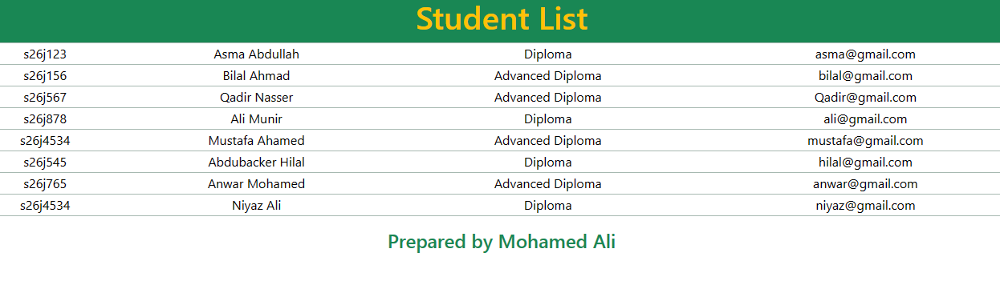 Student List
s26j123 Asma Abdullah Diploma asma@gmail.com
s26j156 Bilal Ahmad Advanced Diploma bilal@gmail.com
s26j567 Qadir Nasser Advanced Diploma Qadir@gmail.com
s26j878 Ali Munir Diploma ali@gmail.com
s26j4534 Mustafa Ahamed Advanced Diploma mustafa@gmail.com
s26j545 Abdubacker Hilal Diploma hilal@gmail.com
s26j765 Anwar Mohamed Advanced Diploma anwar@gmail.com
s26j4534 Niyaz Ali Diploma niyaz@gmail.com
Prepared by Mohamed Ali